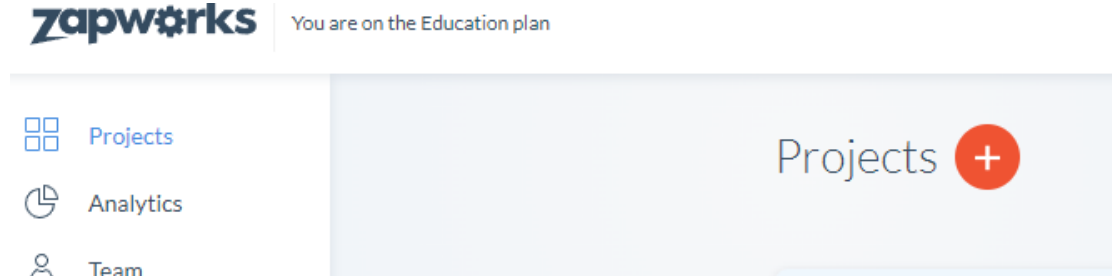 zapworks
You are on the Education plan
Projects
Projects +
Analytics
Team